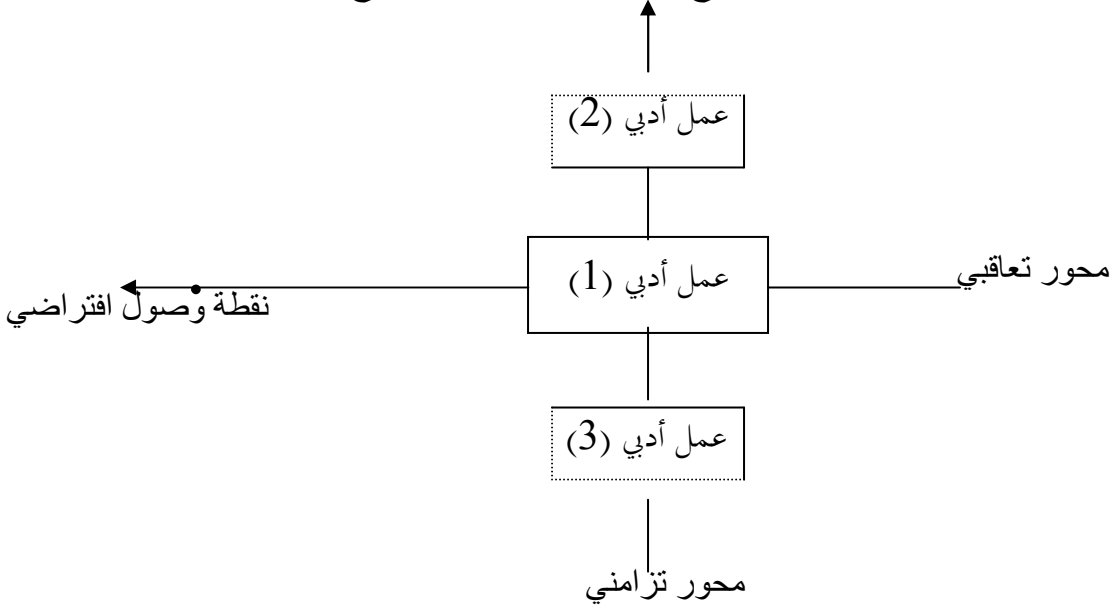 عمل أدبي (2)
عمل أدبي (1)
محور تعاقبي
نقطة وصول افتراضي
عمل أدبي (3)
محور تزامني